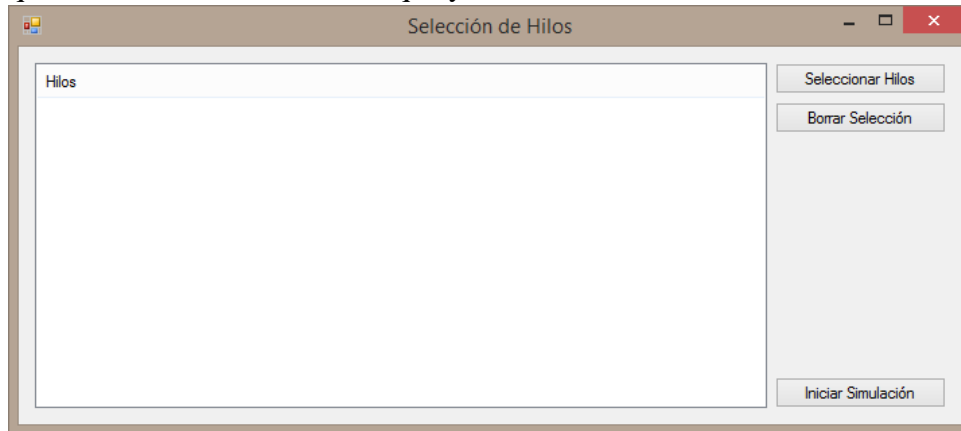 Selección de Hilos
Hilos
Seleccionar Hilos
Borrar Selección
Iniciar Simulación